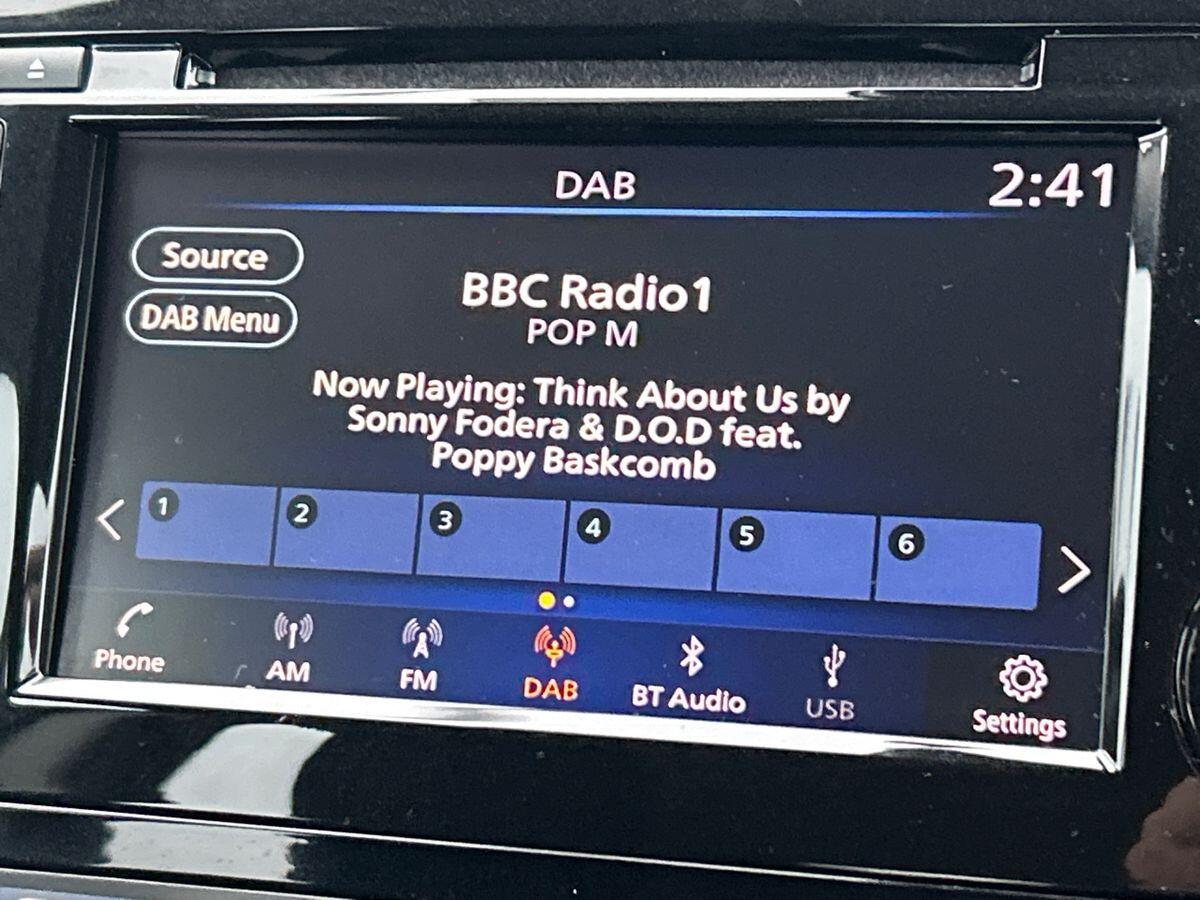 DAB
2:41
Source
DAB Menu
BBC Radio1
POP M
Now Playing: Think About Us by
Sonny Fodera & D.O.D feat.
Poppy Baskcomb
1 2 3 4 5 6
Phone AM FM DAB BT Audio USB Settings